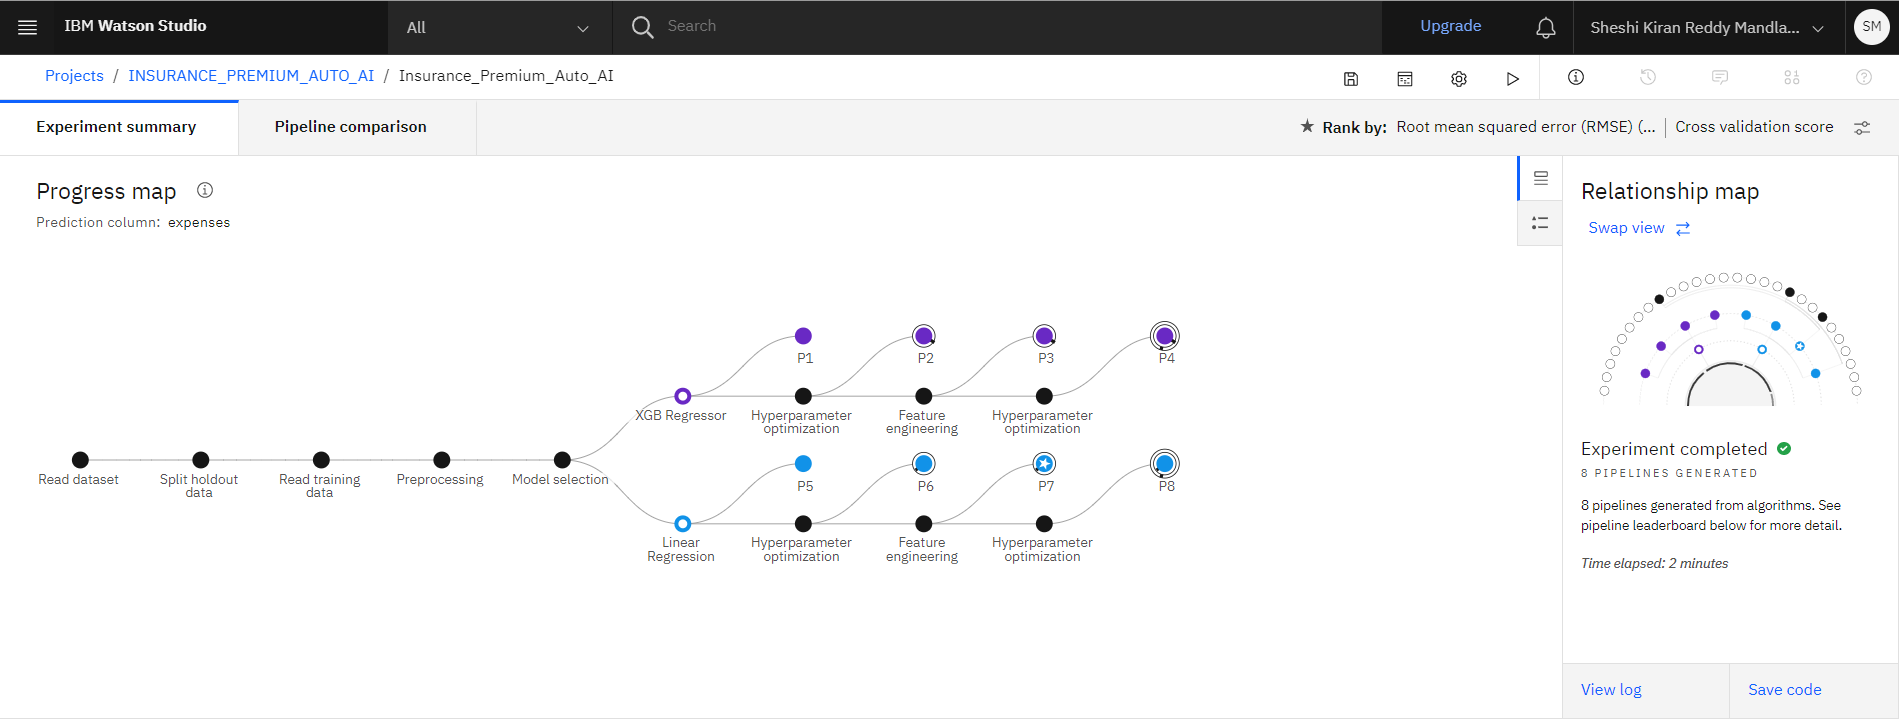 IBM Watson Studio
All
Search
Upgrade
Sheshi Kiran Reddy Mandla...
SM
Projects / INSURANCE_PREMIUM_AUTO_AI / Insurance_Premium_Auto_AI
Experiment summary
Pipeline comparison
Rank by: Root mean squared error (RMSE) (... | Cross validation score
Progress map
Prediction column: expenses
P1
P2
P3
P4
XGB Regressor
Hyperparameter
optimization
Feature
engineering
Hyperparameter
optimization
Read dataset
Split holdout
data
Read training
data
Preprocessing
Model selection
P5
P6
P7
P8
Linear
Regression
Hyperparameter
optimization
Feature
engineering
Hyperparameter
optimization
Relationship map
Swap view
Experiment completed
8 PIPELINES GENERATED
8 pipelines generated from algorithms. See
pipeline leaderboard below for more detail.
Time elapsed: 2 minutes
View log
Save code